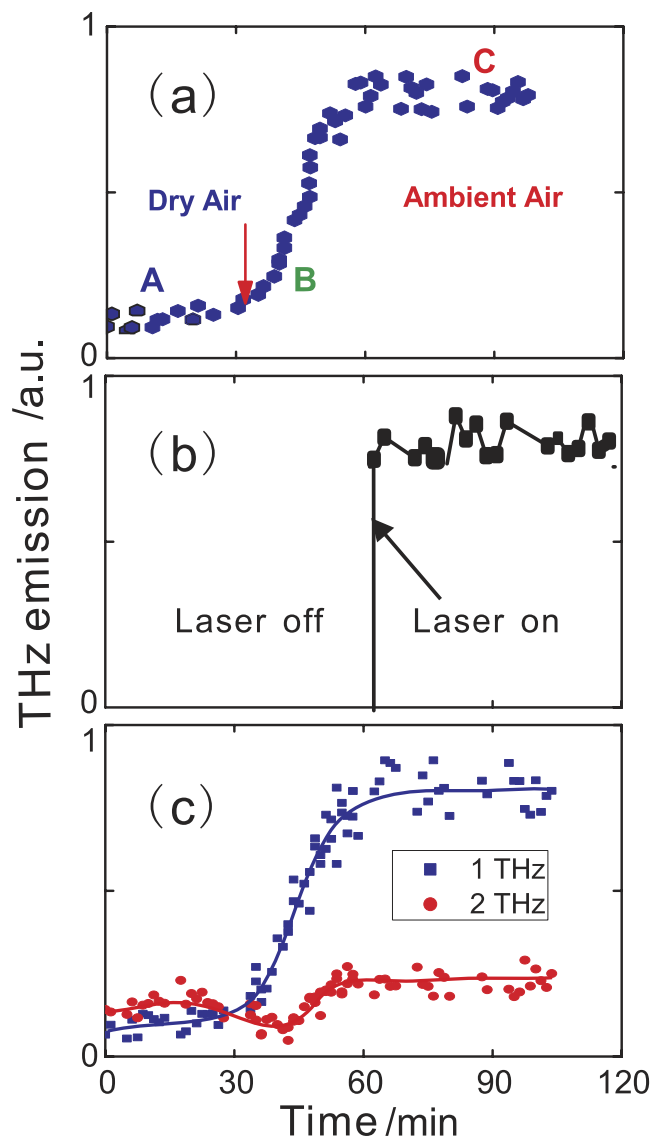 1
(a)
C
Dry Air
Ambient Air
A
B
0
1
(b)
Laser off
Laser on
0
1
(c)
1 THz
2 THz
0
0 30 60 90 120
Time /min
THz emission /a.u.